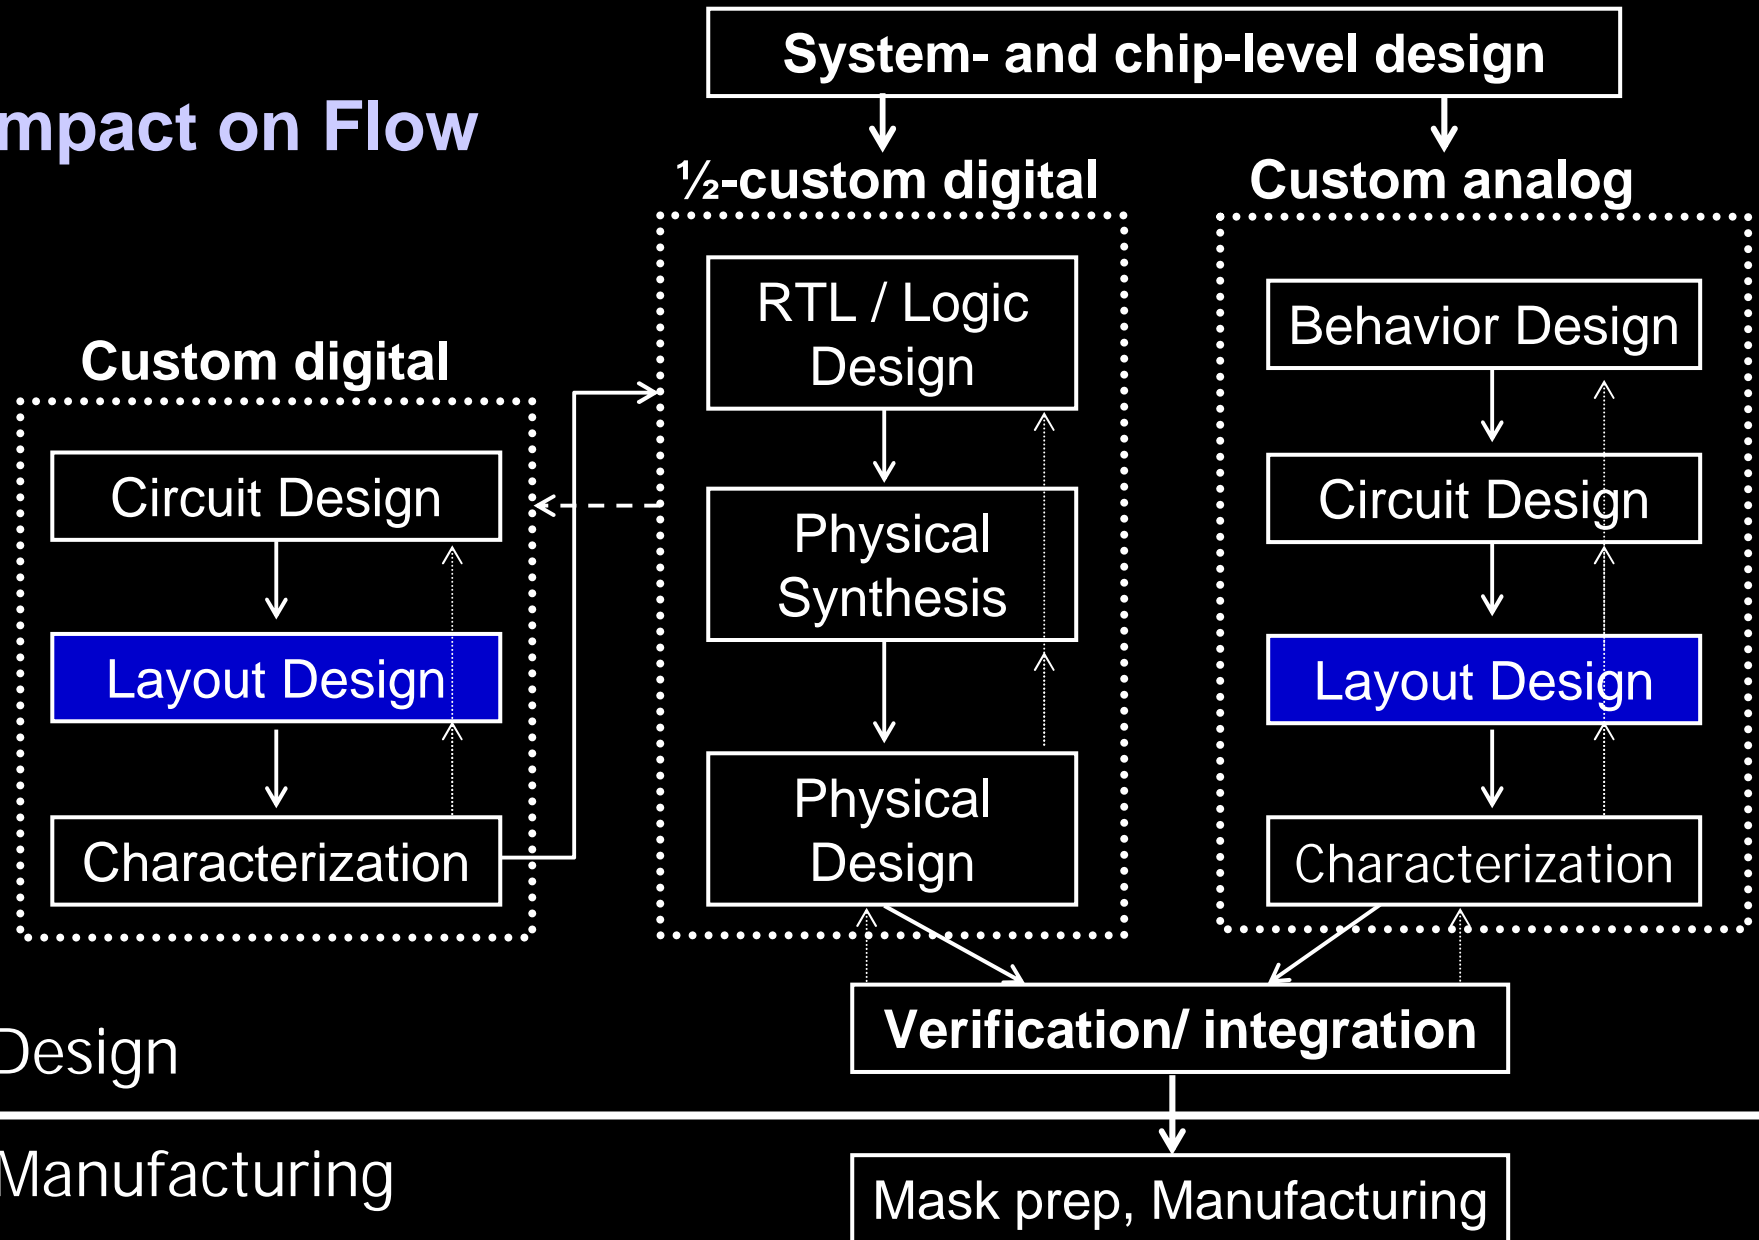 System- and chip-level design
mpact on Flow
½-custom digital
Custom analog
RTL / Logic
Design
Behavior Design
Custom digital
Circuit Design
Physical
Synthesis
Circuit Design
Layout Design
Layout Design
Physical
Design
Characterization
Characterization
Verification/ integration
Design
Manufacturing
Mask prep, Manufacturing